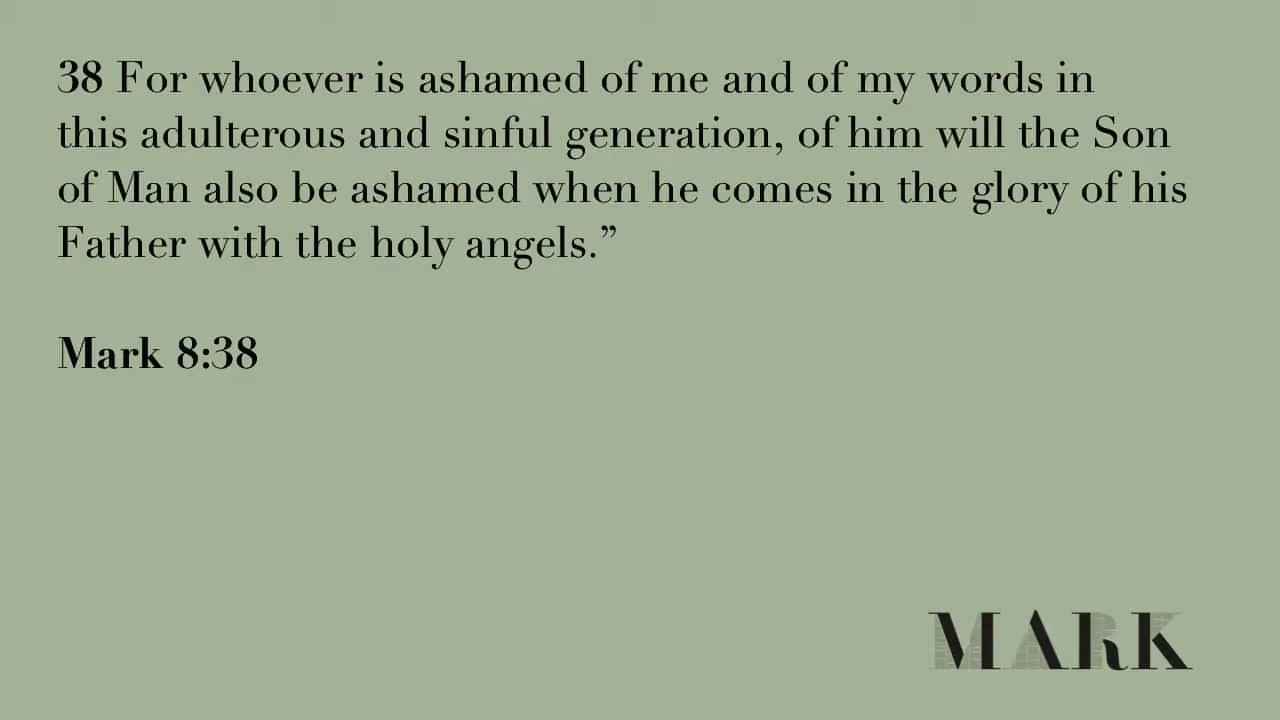 38 For whoever is ashamed of me and of my words in
this adulterous and sinful generation, of him will the Son
of Man also be ashamed when he comes in the glory of his
Father with the holy angels.”
Mark 8:38
MARK